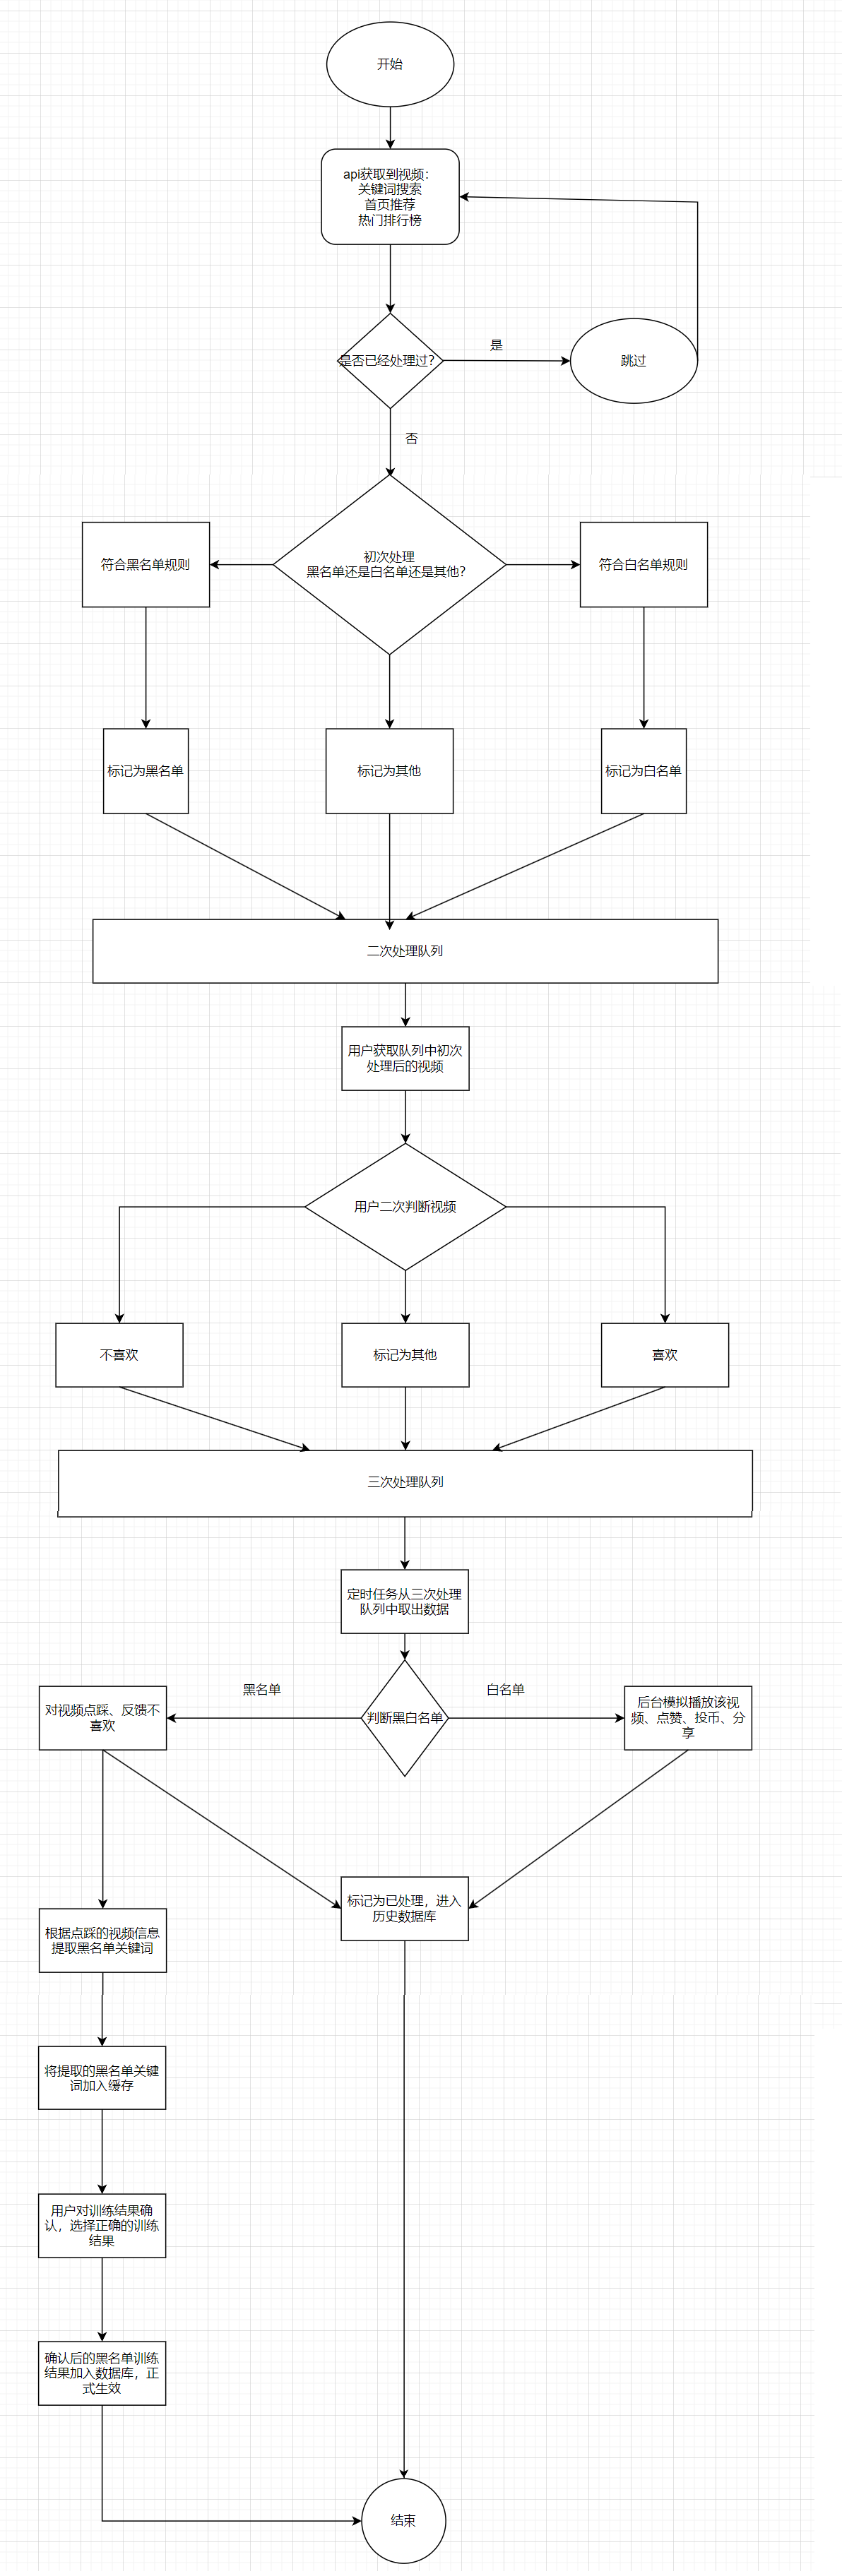 开始
api获取到视频：
关键词搜索
首页推荐
热门排行榜
是否已经处理过？
是
跳过
否
初次处理
黑名单还是白名单还是其他？
符合黑名单规则
符合白名单规则
标记为黑名单
标记为其他
标记为白名单
二次处理队列
用户获取队列中初次
处理后的视频
用户二次判断视频
不喜欢
标记为其他
喜欢
三次处理队列
定时任务从三次处理
队列中取出数据
黑名单
白名单
对视频点踩、反馈不
喜欢
判断黑白名单
后台模拟播放该视
频、点赞、投币、分
享
标记为已处理，进入
历史数据库
根据点踩的视频信息
提取黑名单关键词
将提取的黑名单关键
词加入缓存
用户对训练结果确
认，选择正确的训练
结果
确认后的黑名单训练
结果加入数据库，正
式生效
结束